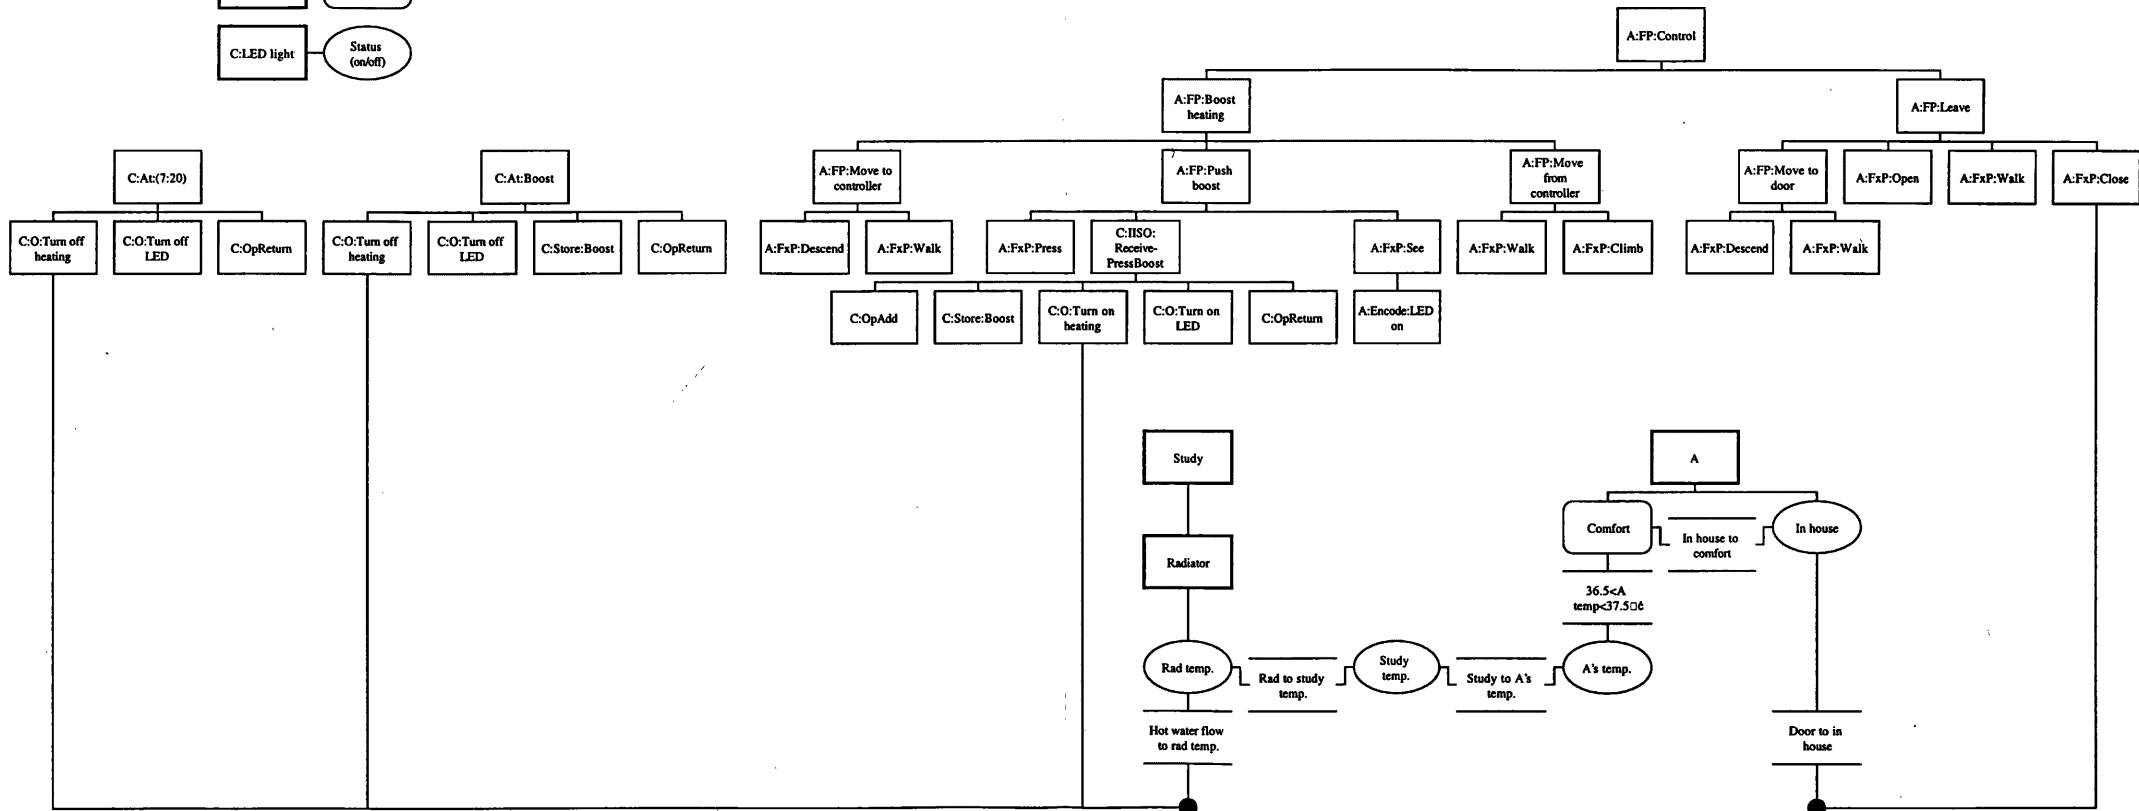 C:LED light
Status
(on/off)
A:FP:Control
A:FP:Boost
heating
A:FP:Leave
C:At:(7:20)
C:At:Boost
A:FP:Move to
controller
A:FP:Push
boost
A:FP:Move
from
controller
A:FP:Move to
door
A:FxP:Open
A:FxP:Walk
A:FxP:Close
C:O:Turn off
heating
C:O:Turn off
LED
C:OpReturn
C:O:Turn off
heating
C:O:Turn off
LED
C:Store:Boost
C:OpReturn
A:FxP:Descend
A:FxP:Walk
A:FxP:Press
C:IISO:
Receive-
PressBoost
A:FxP:See
A:FxP:Walk
A:FxP:Climb
A:FxP:Descend
A:FxP:Walk
C:OpAdd
C:Store:Boost
C:O:Turn on
heating
C:O:Turn on
LED
C:OpReturn
A:Encode:LED
on
Study
A
Comfort
In house to
comfort
In house
Radiator
36.5<A
temp<37.5□¢
Rad temp.
Rad to study
temp.
Study
temp.
Study to A's
temp.
A's temp.
Hot water flow
to rad temp.
Door to in
house